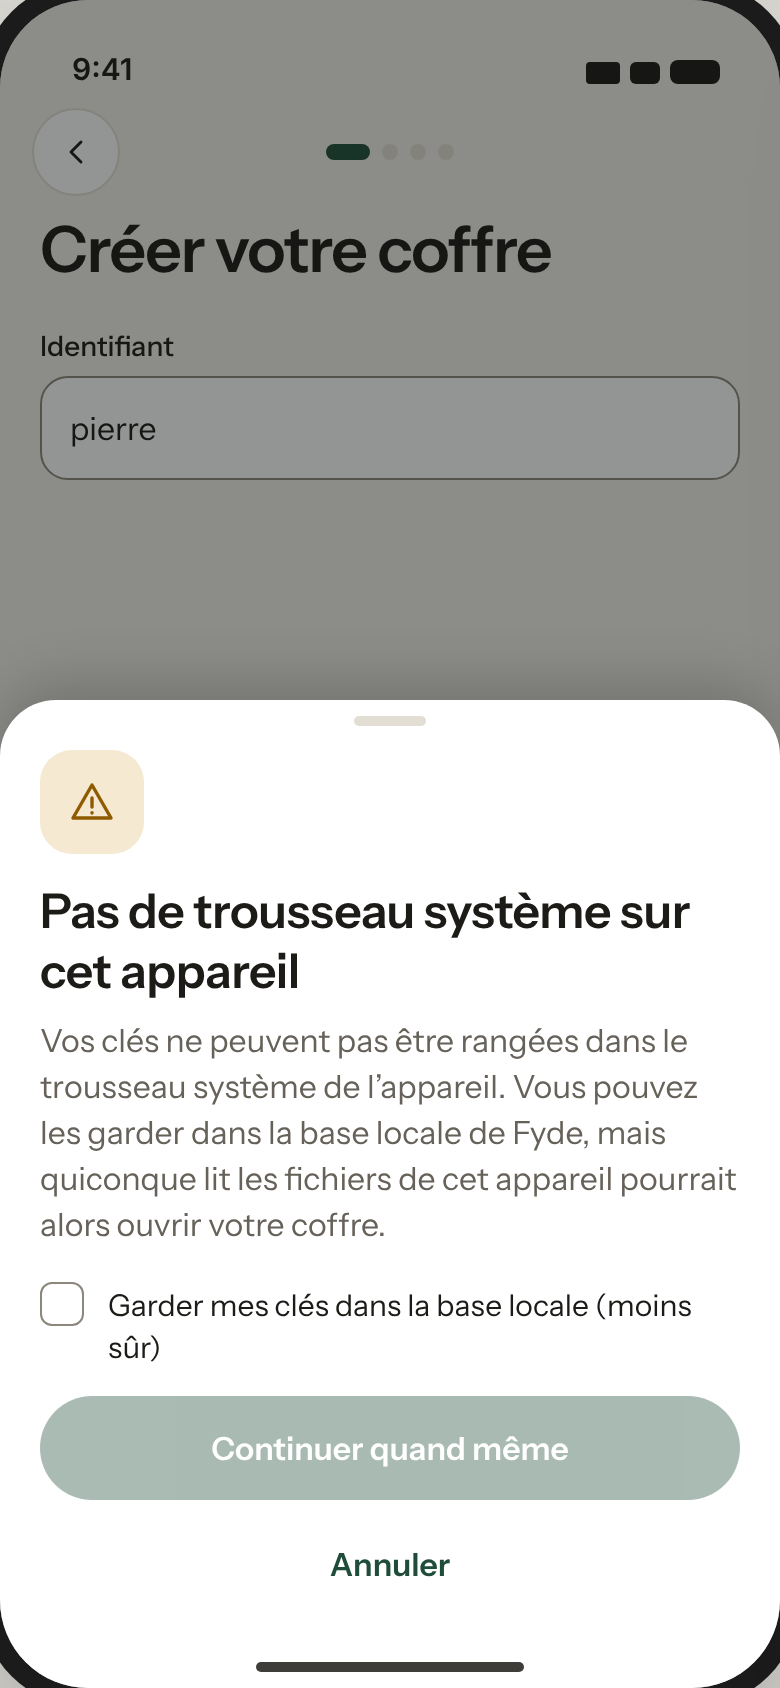 9:41
Créer votre coffre
Identifiant
pierre
Pas de trousseau système sur
cet appareil
Vos clés ne peuvent pas être rangées dans le
trousseau système de l’appareil. Vous pouvez
les garder dans la base locale de Fyde, mais
quiconque lit les fichiers de cet appareil pourrait
alors ouvrir votre coffre.
Garder mes clés dans la base locale (moins
sûr)
Continuer quand même
Annuler